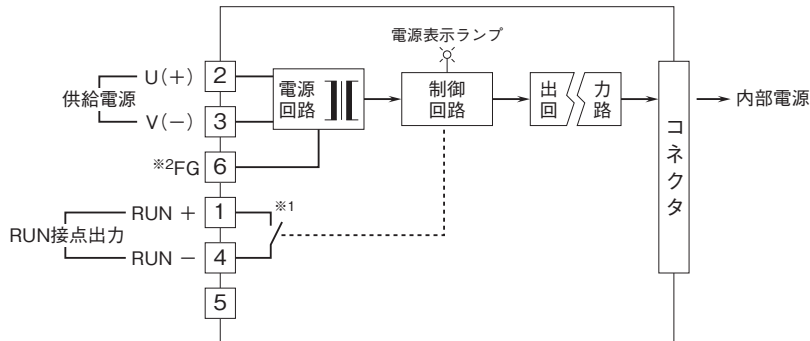 電源表示ランプ
供給電源
U(+)
2
V(−)
3
※2FG
6
電源
回路
制御
回路
出力
回路
コネクタ
内部電源
RUN接点出力
RUN +
1
※1
RUN −
4
5